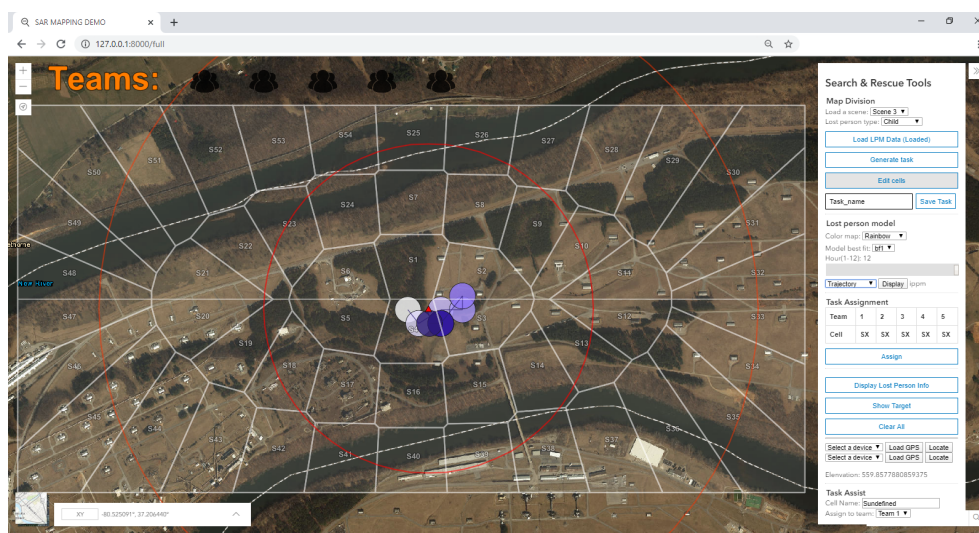 SAR MAPPING DEMO
127.0.0.1:8000/full
Teams:
Search & Rescue Tools
Map Division
Load a scene: Scene 3
Lost person type: Child
Load LPM Data (Loaded)
Generate task
Edit cells
Task_name Save Task
Lost person model
Color map: Rainbow
Model best fit: bf1
Hour(1-12): 12
Trajectory Display ippm
Task Assignment
Team 1 2 3 4 5
Cell SX SX SX SX SX
Assign
Display Lost Person Info
Show Target
Clear All
Select a device Load GPS Locate
Select a device Load GPS Locate
Elenvation: 559.8577880859375
Task Assist
Cell Name: Sundefined
Assign to team: Team 1
S54 S25 S26
S53 S27
S52 S28
S51 S29
S50 S30
S24 S7 S8
S49 S23 S9 S31
S22 S10
S1
S48 S21 S6 S2 S11 S32
S47 S20 S5 S3 S12 S33
S19 S13
S46 S18 S14 S34
S17 S16 S15
S45 S35
S44 S43 S36
S42 S37
S41 S40 S39 S38
XY -80.525091°, 37.206440°